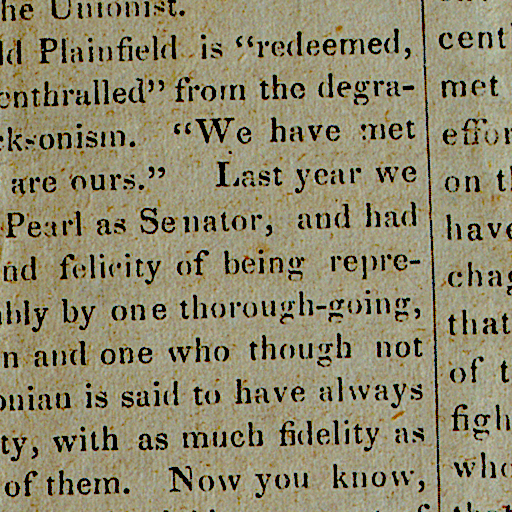 he Unionist.
ld Plainfield is “redeemed,
enthralled” from the degra-
cksonism. “We have met
are ours.” Last year we
Pearl as Senator, and had
nd felicity of being repre-
ably by one thorough-going,
n and one who though not
onian is said to have always
ty, with as much fidelity as
of them. Now you know,
cent
met
effor
on t
have
chag
that
of t
figh
who